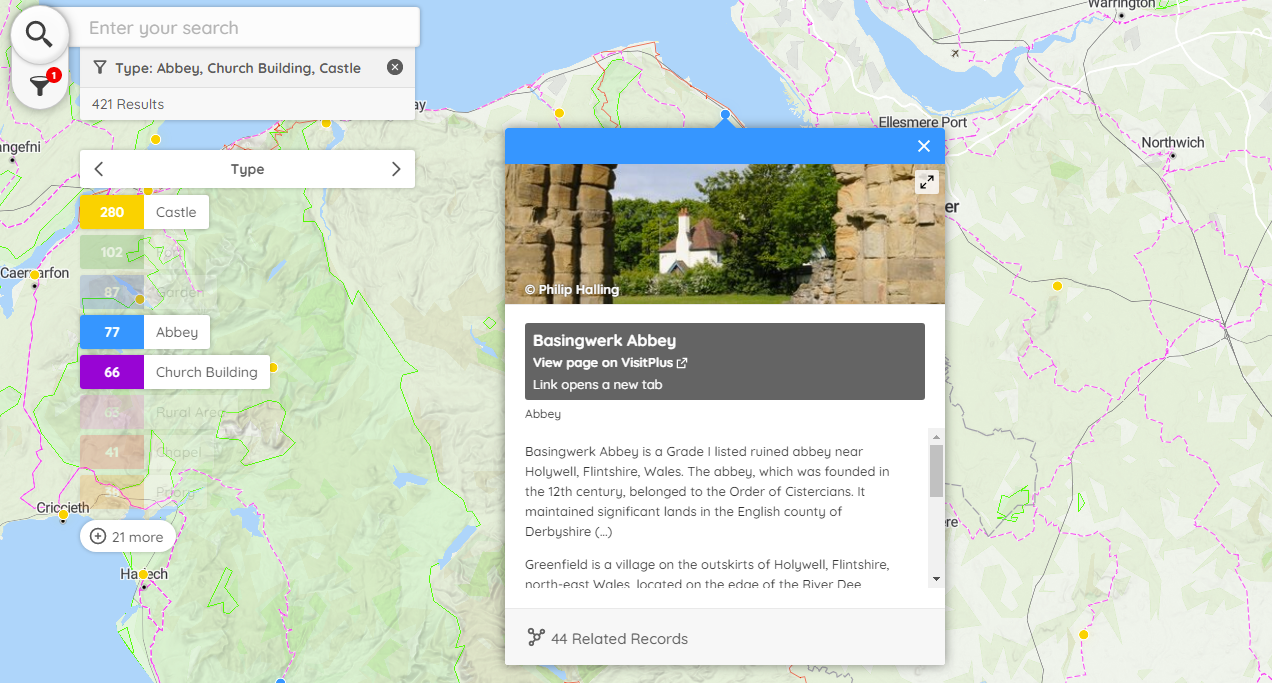 Enter your search
1
Type: Abbey, Church Building, Castle
421 Results
Type
280 Castle
102
87 Garden
77 Abbey
66 Church Building
Rural Area
41 Chapel
Priory
21 more
Warrington
Ellesmere Port
Northwich
Criccieth
© Philip Halling
Basingwerk Abbey
View page on VisitPlus
Link opens a new tab
Abbey
Basingwerk Abbey is a Grade I listed ruined abbey near
Holywell, Flintshire, Wales. The abbey, which was founded in
the 12th century, belonged to the Order of Cistercians. It
maintained significant lands in the English county of
Derbyshire (...)
Greenfield is a village on the outskirts of Holywell, Flintshire,
north-east Wales, located on the edge of the River Dee.
44 Related Records